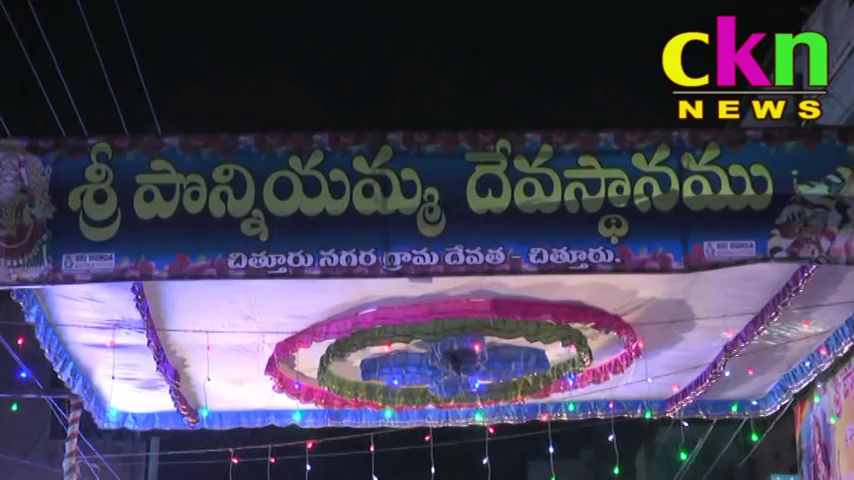 ckn
NEWS
శ్రీ పొన్నియమ్మ దేవస్థానము
చిత్తూరు నగర గ్రామ దేవత - చిత్తూరు.
SRI DURGA
SRI DURGA